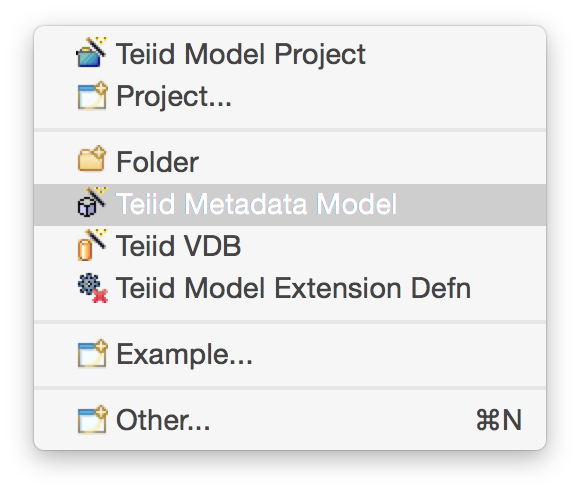 Teiid Model Project
Project...
Folder
Teiid Metadata Model
Teiid VDB
Teiid Model Extension Defn
Example...
Other... ⌘N